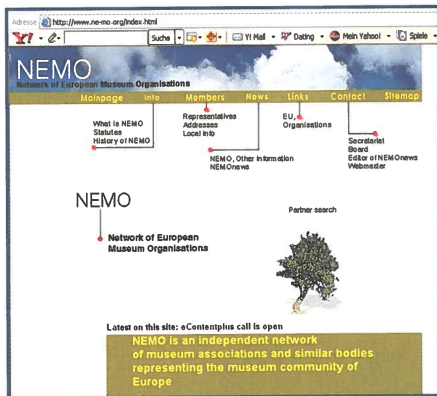 Adresse http://www.ne-mo.org/index.html
Y! Suche Y! Mail Dating Mein Yahoo! Spiele
NEMO
Network of European Museum Organisations
Mainpage Info Members News Links Contact Sitemap
What is NEMO
Statutes
History of NEMO
Representatives
Addresses
Local Info
NEMO, Other Information
NEMOnews
EU,
Organisations
Secretariat
Board
Editor of NEMOnews
Webmaster
NEMO
Network of European
Museum Organisations
Partner search
Latest on this site: eContentplus call is open
NEMO is an independent network
of museum associations and similar bodies
representing the museum community of
Europe